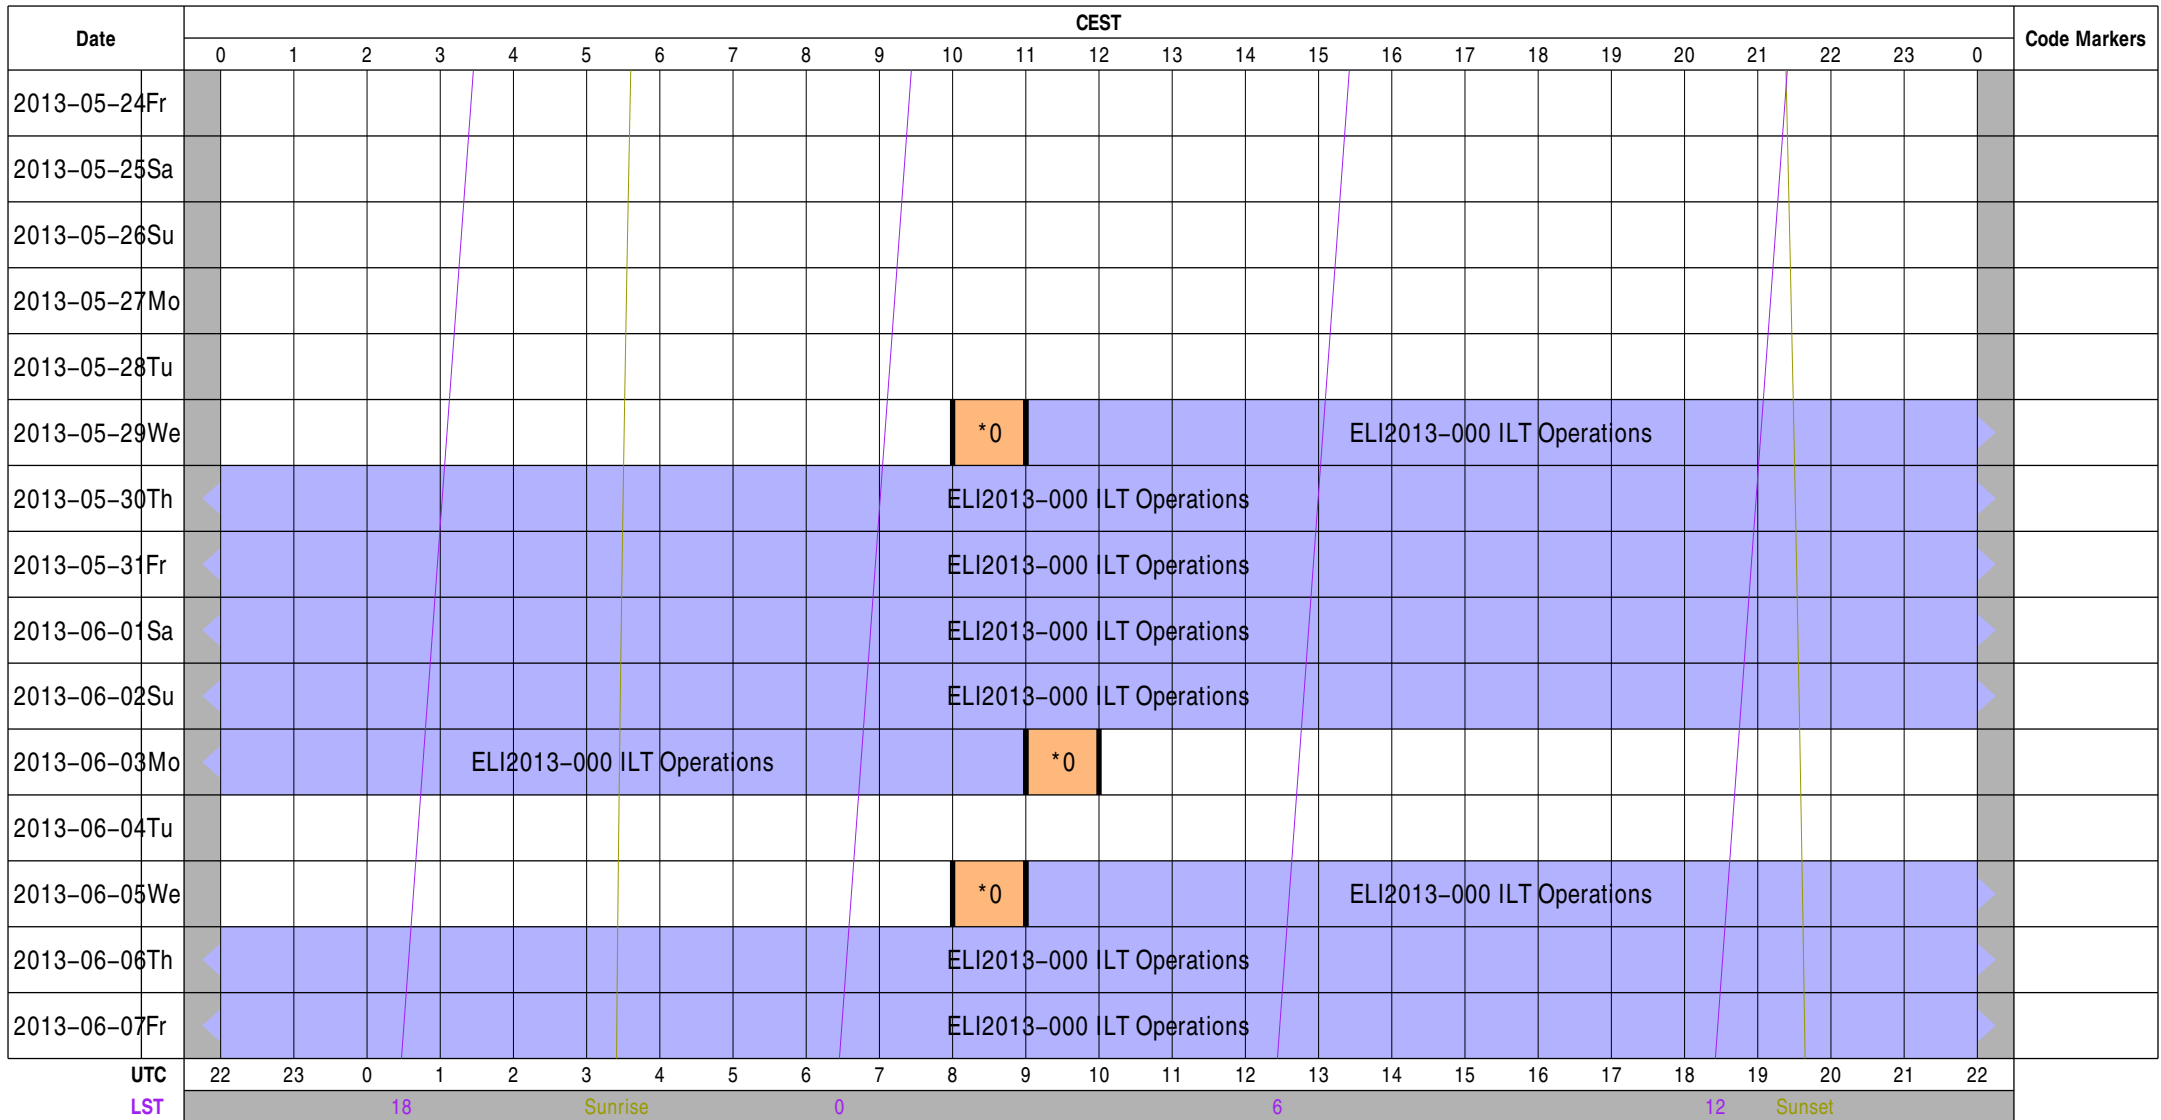 Date CEST Code Markers
0 1 2 3 4 5 6 7 8 9 10 11 12 13 14 15 16 17 18 19 20 21 22 23 0
2013-05-24Fr
2013-05-25Sa
2013-05-26Su
2013-05-27Mo
2013-05-28Tu
2013-05-29We *0 ELI2013-000 ILT Operations
2013-05-30Th ELI2013-000 ILT Operations
2013-05-31Fr ELI2013-000 ILT Operations
2013-06-01Sa ELI2013-000 ILT Operations
2013-06-02Su ELI2013-000 ILT Operations
2013-06-03Mo ELI2013-000 ILT Operations *0
2013-06-04Tu
2013-06-05We *0 ELI2013-000 ILT Operations
2013-06-06Th ELI2013-000 ILT Operations
2013-06-07Fr ELI2013-000 ILT Operations
UTC 22 23 0 1 2 3 4 5 6 7 8 9 10 11 12 13 14 15 16 17 18 19 20 21 22
LST 18 Sunrise 0 6 12 Sunset